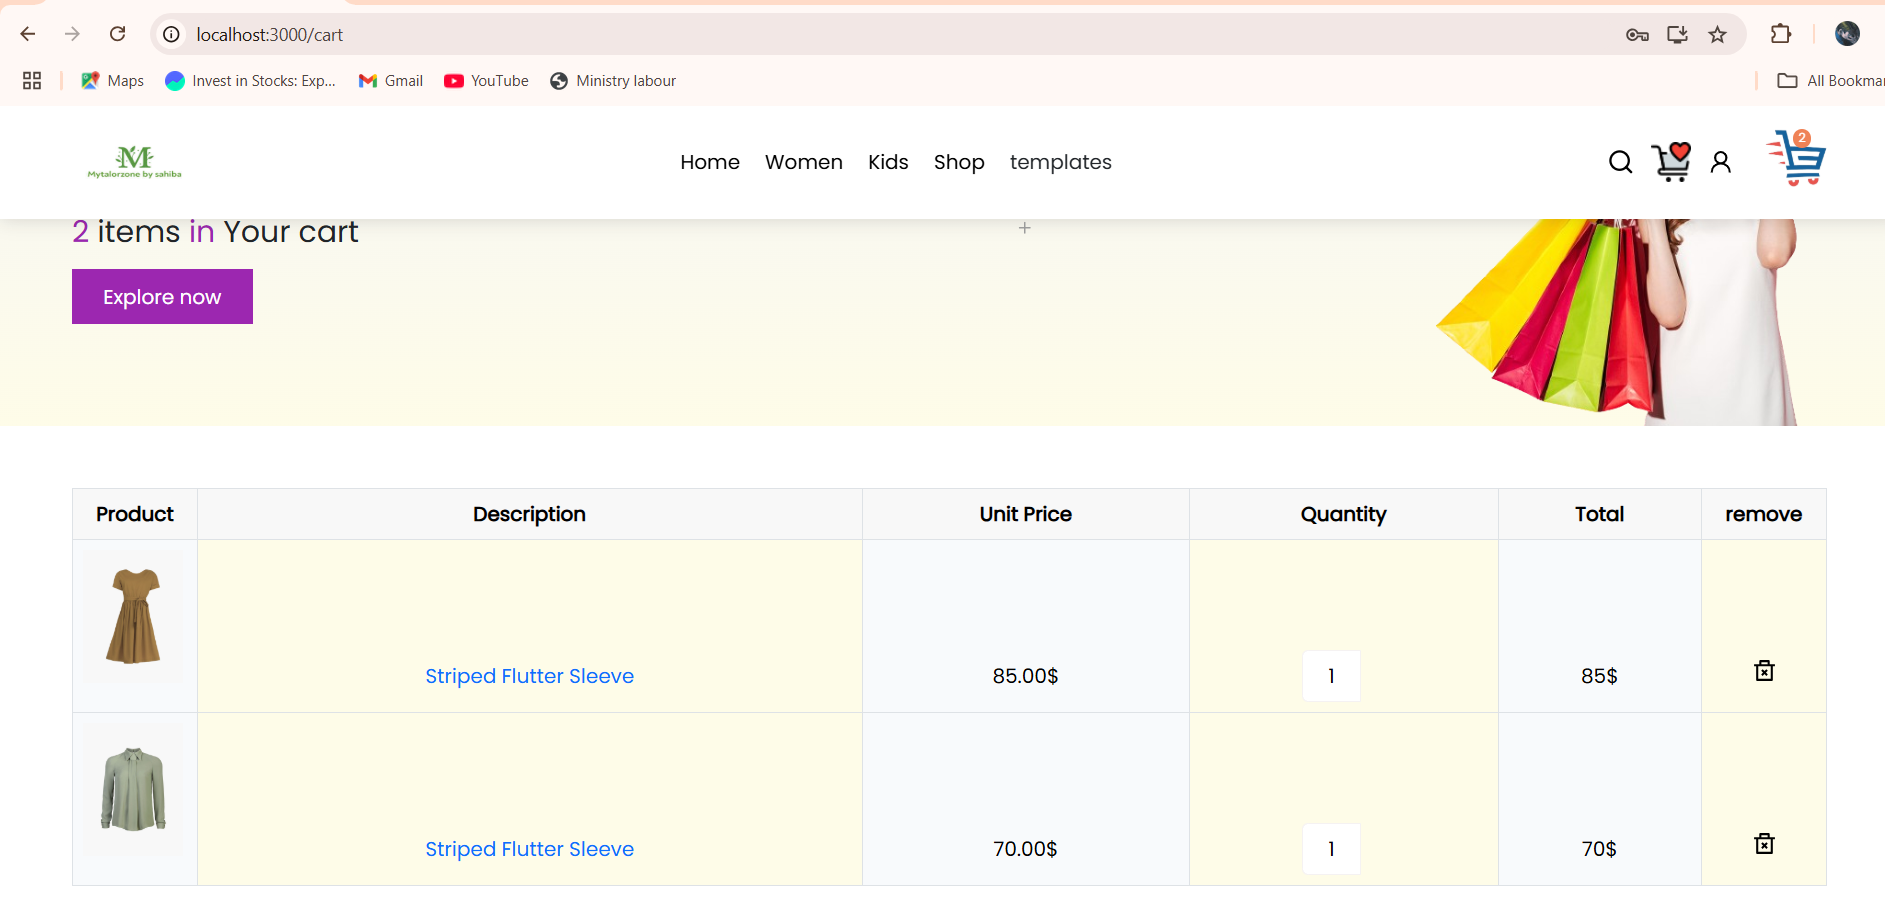 localhost:3000/cart
Maps Invest in Stocks: Exp... Gmail YouTube Ministry labour All Bookma
M
Mytalorzone by sahiba
Home Women Kids Shop templates
2
2 items in Your cart
+
Explore now
Product Description Unit Price Quantity Total remove
Striped Flutter Sleeve 85.00$ 1 85$
Striped Flutter Sleeve 70.00$ 1 70$